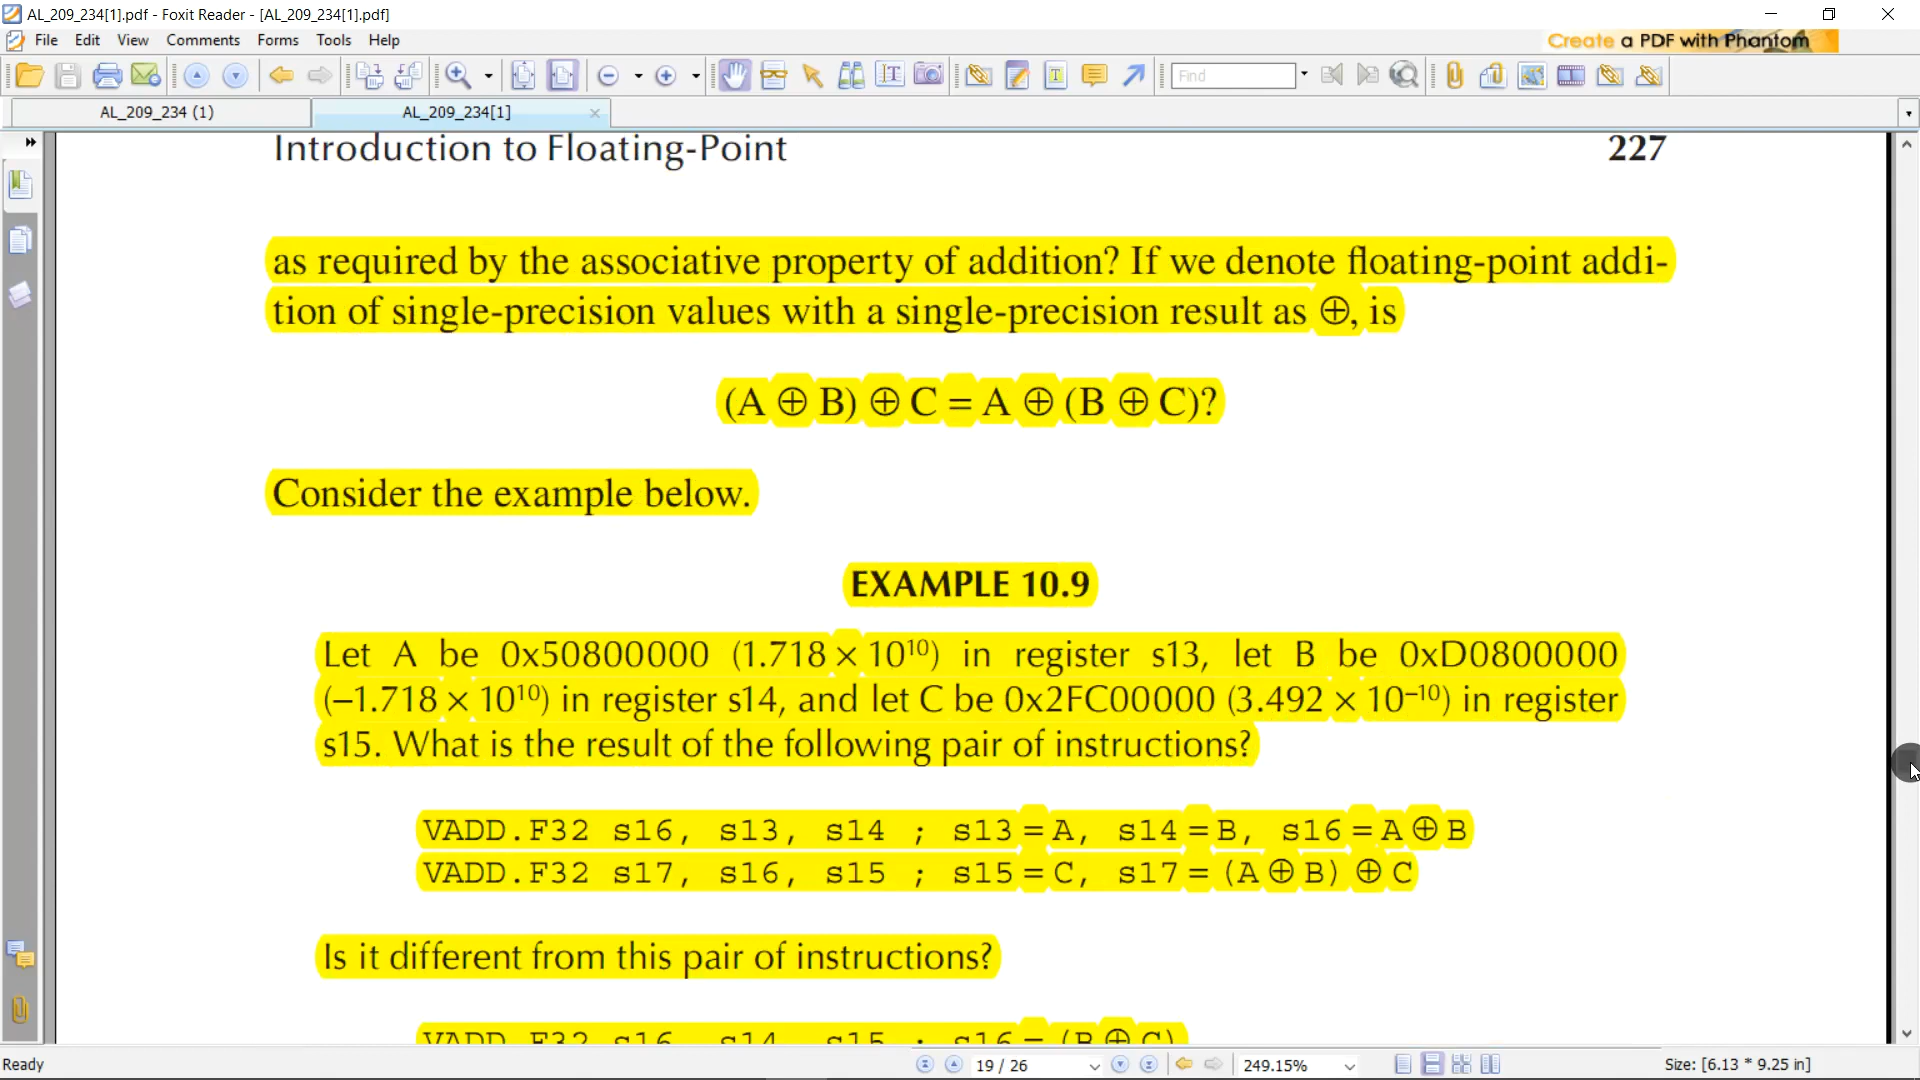 AL_209_234[1].pdf - Foxit Reader - [AL_209_234[1].pdf]
File Edit View Comments Forms Tools Help
Create a PDF with Phantom
Find
AL_209_234 (1) AL_209_234[1]
Introduction to Floating-Point 227
as required by the associative property of addition? If we denote floating-point addi-
tion of single-precision values with a single-precision result as ⊕, is
(A ⊕ B) ⊕ C = A ⊕ (B ⊕ C)?
Consider the example below.
EXAMPLE 10.9
Let A be 0x50800000 (1.718 × 10¹⁰) in register s13, let B be 0xD0800000
(–1.718 × 10¹⁰) in register s14, and let C be 0x2FC00000 (3.492 × 10⁻¹⁰) in register
s15. What is the result of the following pair of instructions?
VADD.F32 s16, s13, s14 ; s13 = A, s14 = B, s16 = A ⊕ B
VADD.F32 s17, s16, s15 ; s15 = C, s17 = (A ⊕ B) ⊕ C
Is it different from this pair of instructions?
VADD.F32 s16, s14, s15 ; s16 = (B ⊕ C)
Ready 19 / 26 249.15% Size: [6.13 * 9.25 in]